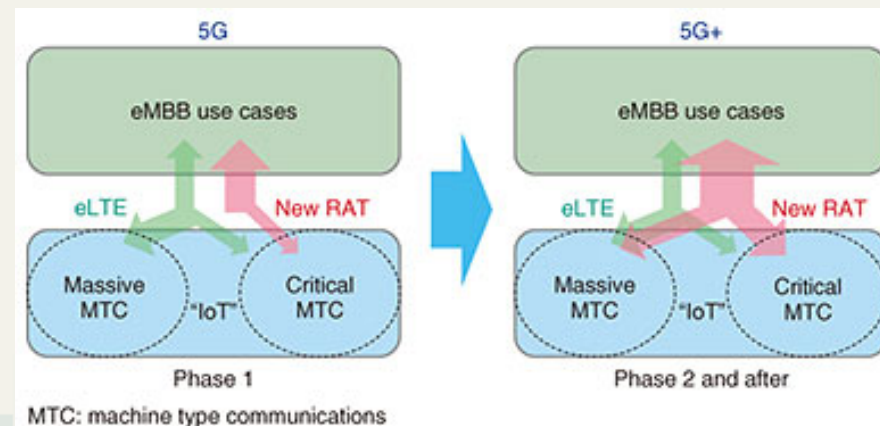 5G
eMBB use cases
eLTE
New RAT
Massive
MTC
"IoT"
Critical
MTC
Phase 1
5G+
eMBB use cases
eLTE
New RAT
Massive
MTC
"IoT"
Critical
MTC
Phase 2 and after
MTC: machine type communications